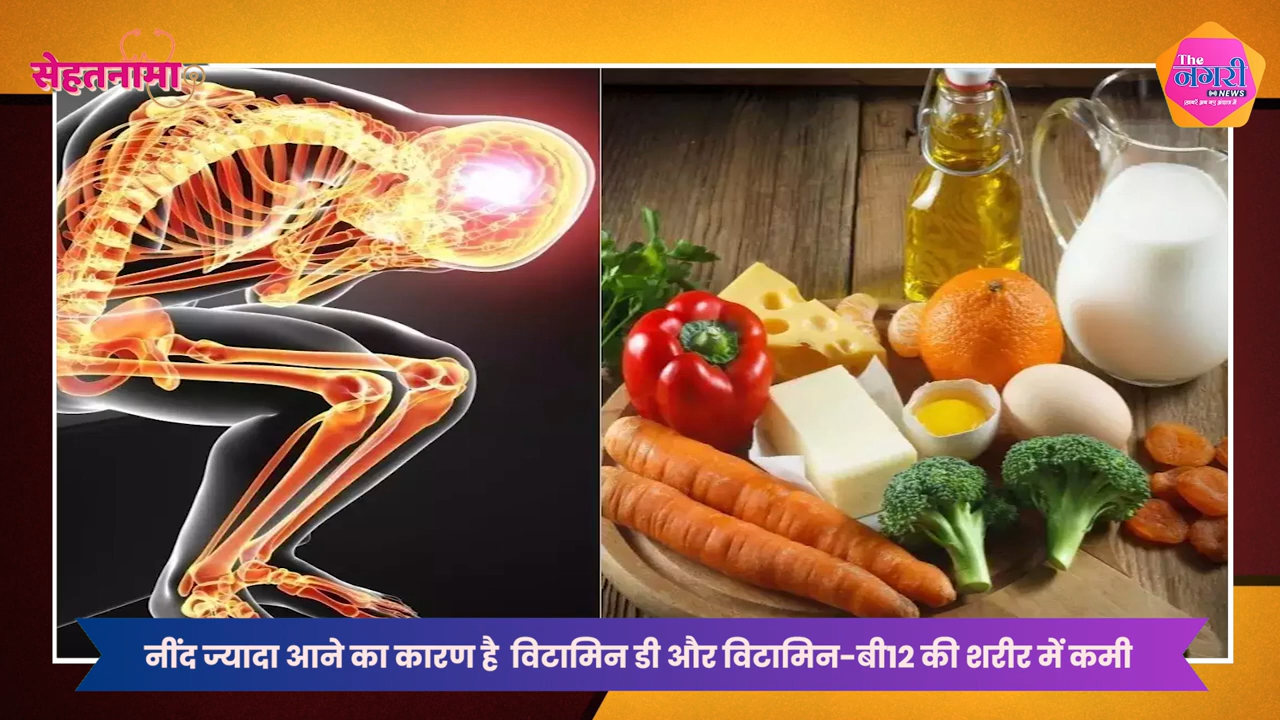 सेहतनामा
The
नगरी
NEWS
नींद ज्यादा आने का कारण है विटामिन डी और विटामिन-बी12 की शरीर में कमी